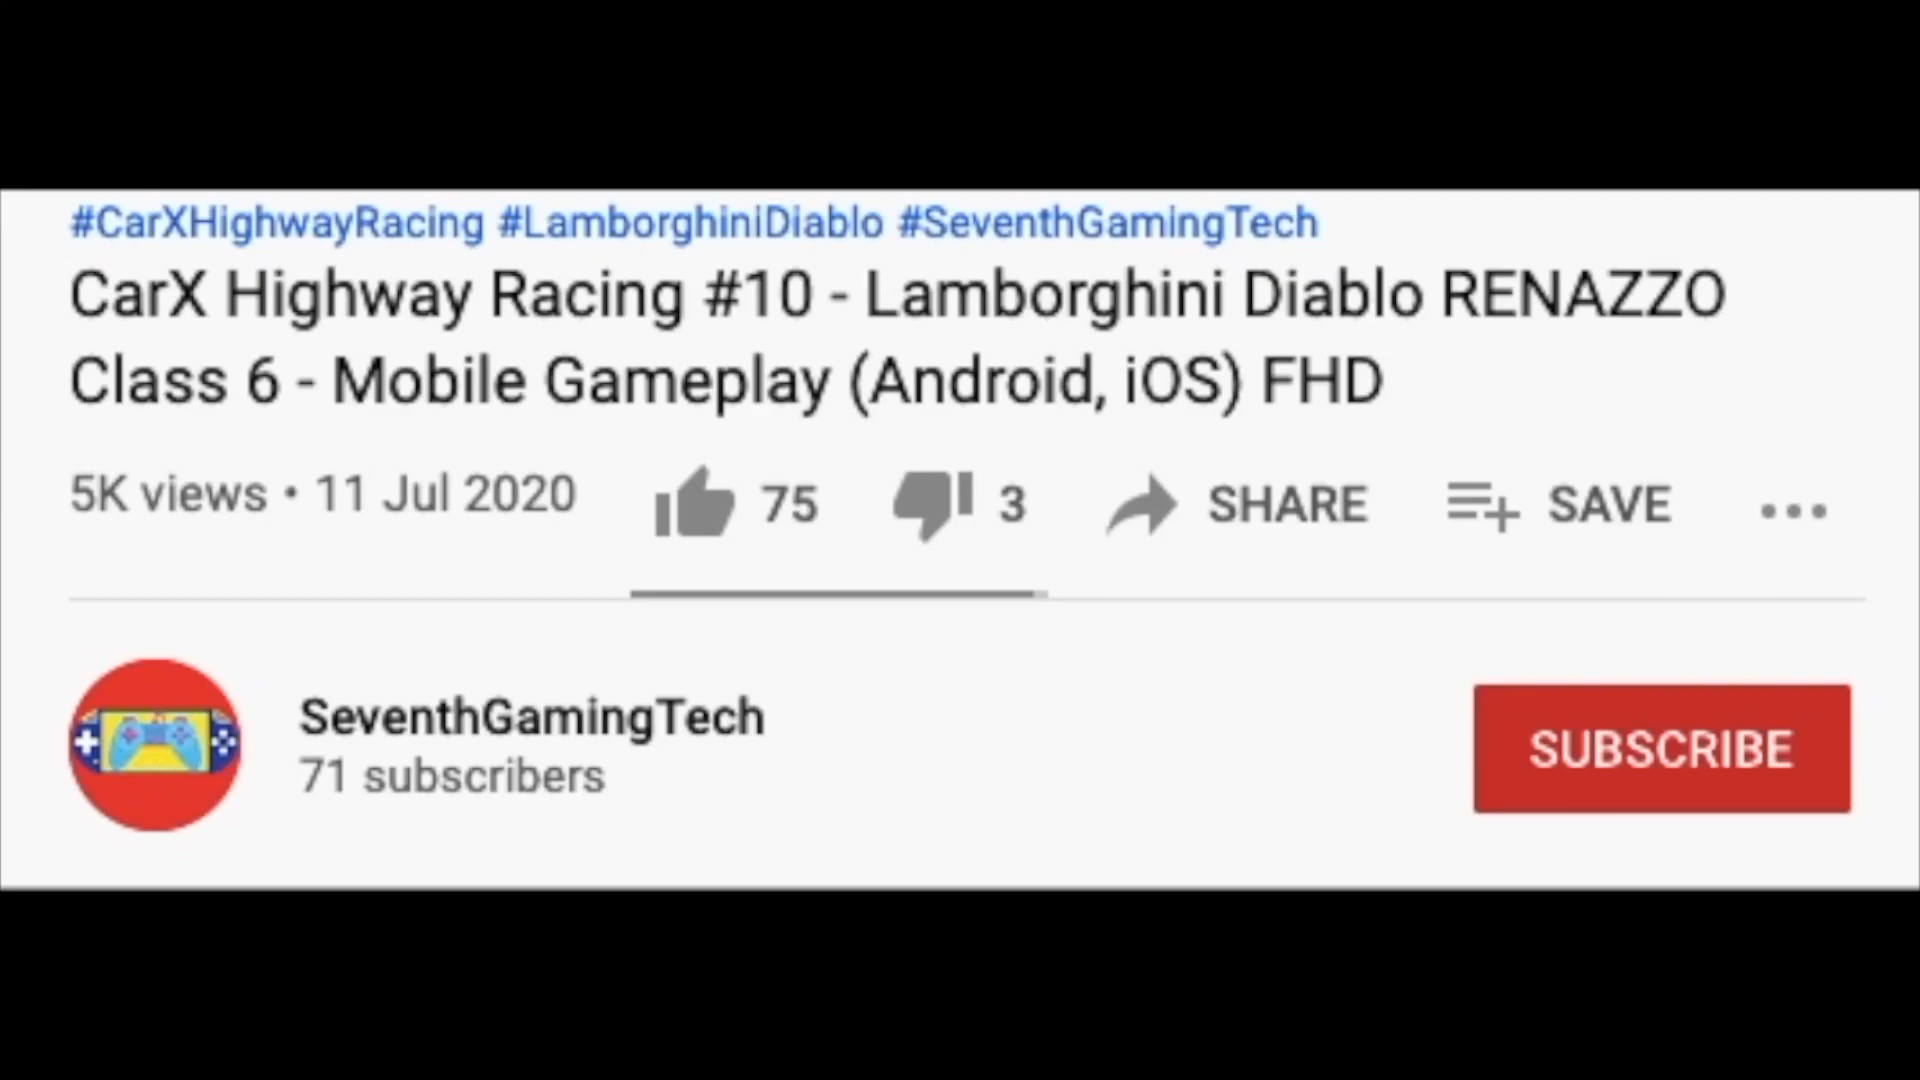 #CarXHighwayRacing #LamborghiniDiablo #SeventhGamingTech
CarX Highway Racing #10 - Lamborghini Diablo RENAZZO
Class 6 - Mobile Gameplay (Android, iOS) FHD
5K views • 11 Jul 2020 75 3 SHARE SAVE
SeventhGamingTech
71 subscribers
SUBSCRIBE